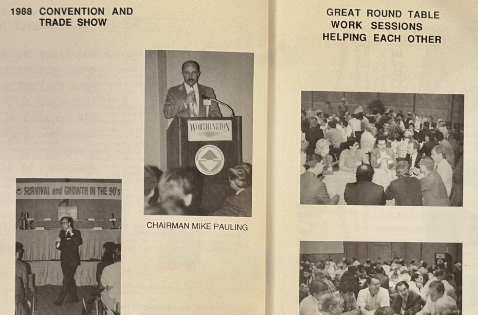 1988 CONVENTION AND
TRADE SHOW
WORTHINGTON
CHAIRMAN MIKE PAULING
SURVIVAL and GROWTH IN THE 90's
GREAT ROUND TABLE
WORK SESSIONS
HELPING EACH OTHER